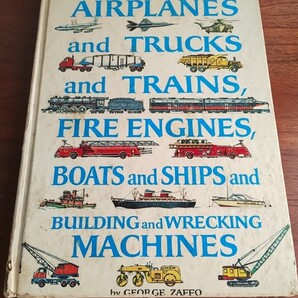 AIRPLANES
and TRUCKS
and TRAINS,
FIRE ENGINES,
BOATS and SHIPS and
BUILDING and WRECKING
MACHINES
by GEORGE ZAFFO